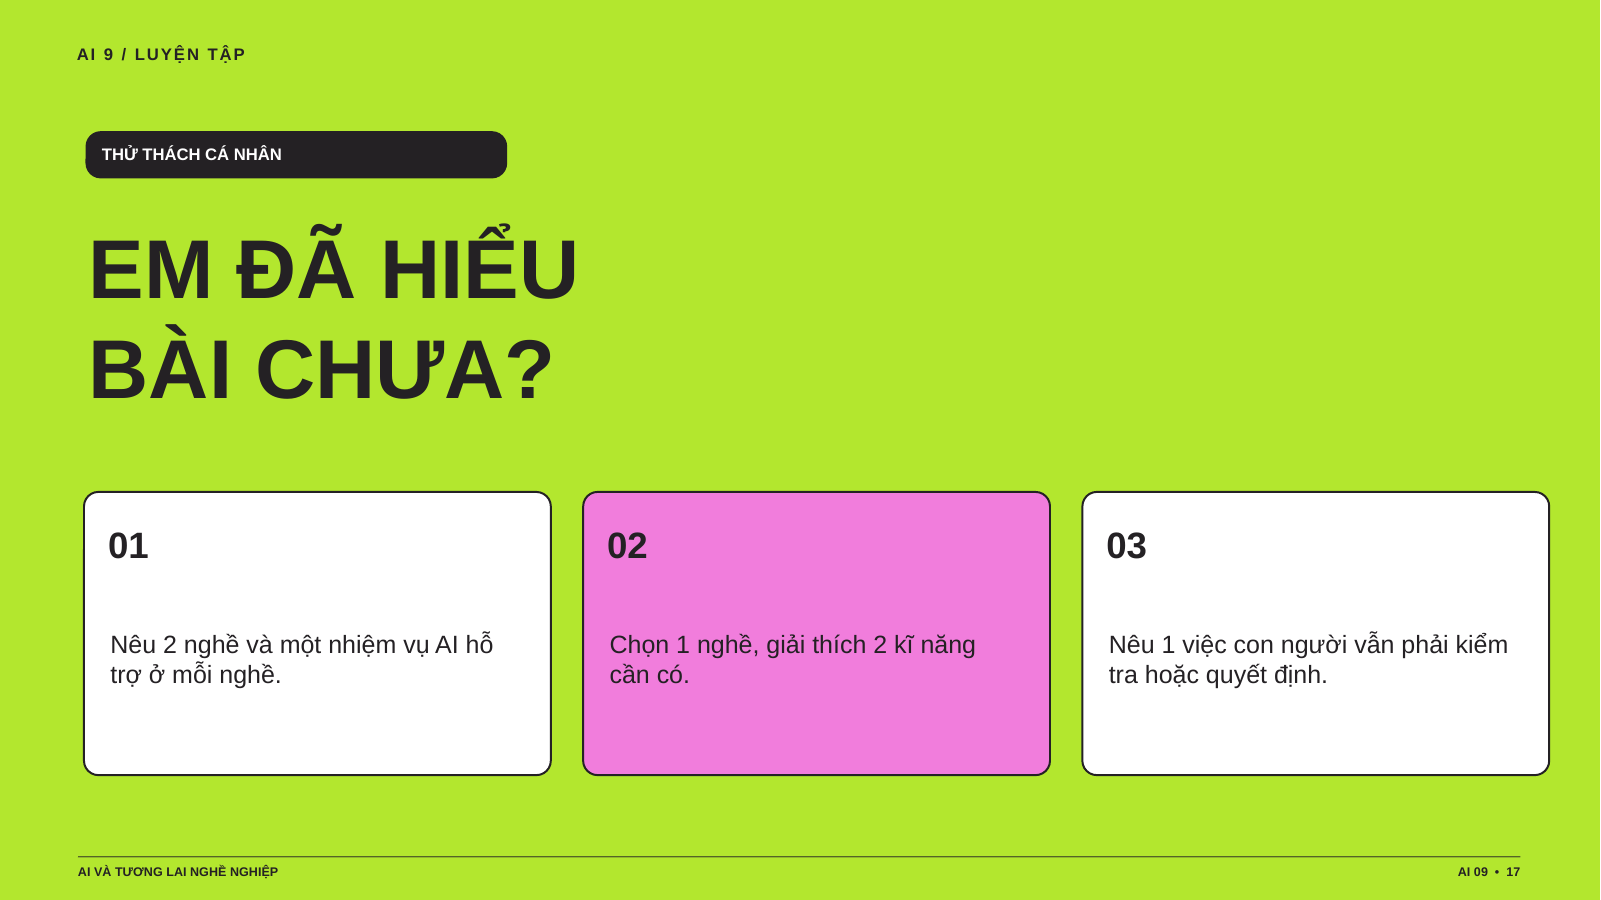 AI 9 / LUYỆN TẬP
THỬ THÁCH CÁ NHÂN
EM ĐÃ HIỂU
BÀI CHƯA?
01
Nêu 2 nghề và một nhiệm vụ AI hỗ
trợ ở mỗi nghề.
02
Chọn 1 nghề, giải thích 2 kĩ năng
cần có.
03
Nêu 1 việc con người vẫn phải kiểm
tra hoặc quyết định.
AI VÀ TƯƠNG LAI NGHỀ NGHIỆP
AI 09 • 17